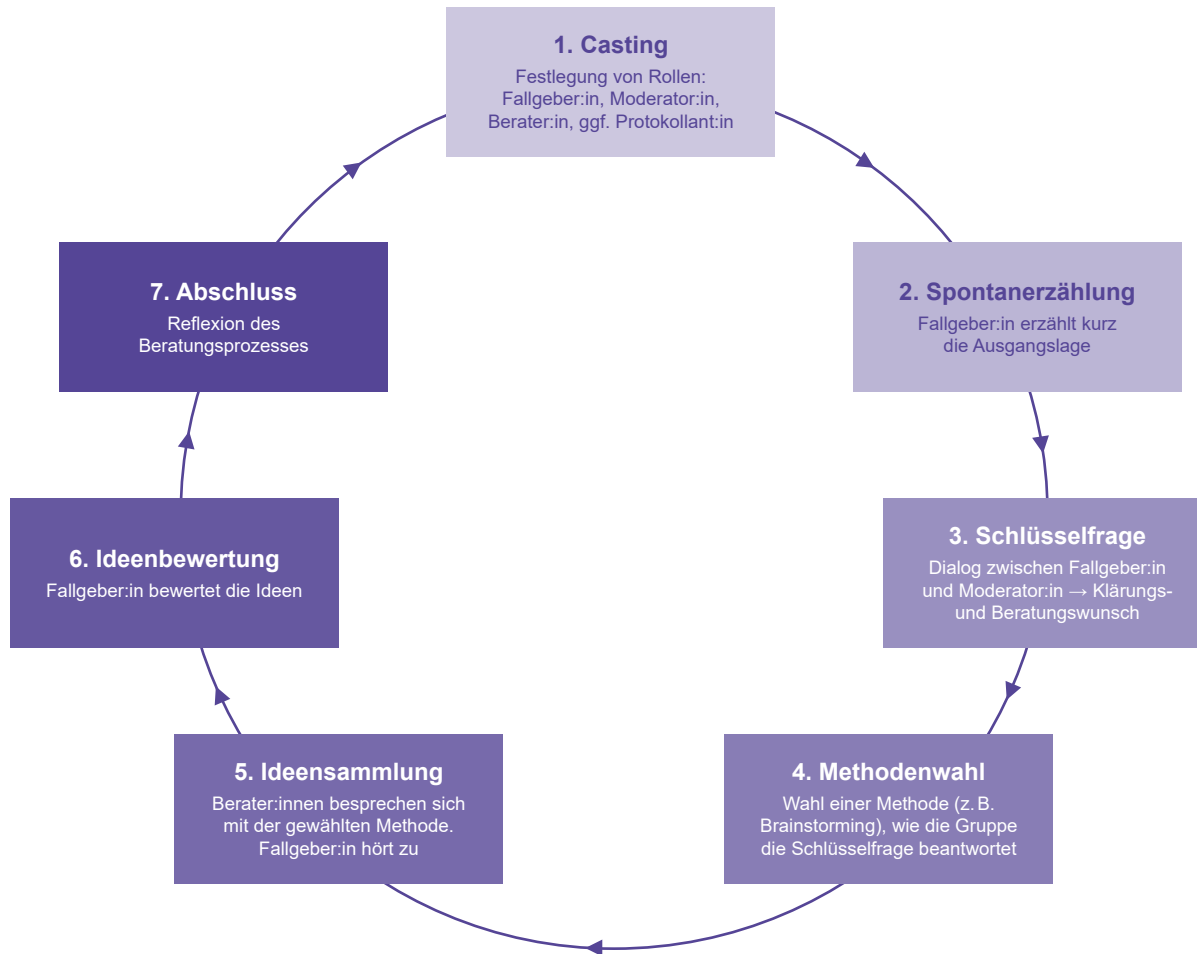 1. Casting
Festlegung von Rollen:
Fallgeber:in, Moderator:in,
Berater:in, ggf. Protokollant:in
2. Spontanerzählung
Fallgeber:in erzählt kurz
die Ausgangslage
3. Schlüsselfrage
Dialog zwischen Fallgeber:in
und Moderator:in → Klärungs-
und Beratungswunsch
4. Methodenwahl
Wahl einer Methode (z. B.
Brainstorming), wie die Gruppe
die Schlüsselfrage beantwortet
5. Ideensammlung
Berater:innen besprechen sich
mit der gewählten Methode.
Fallgeber:in hört zu
6. Ideenbewertung
Fallgeber:in bewertet die Ideen
7. Abschluss
Reflexion des
Beratungsprozesses